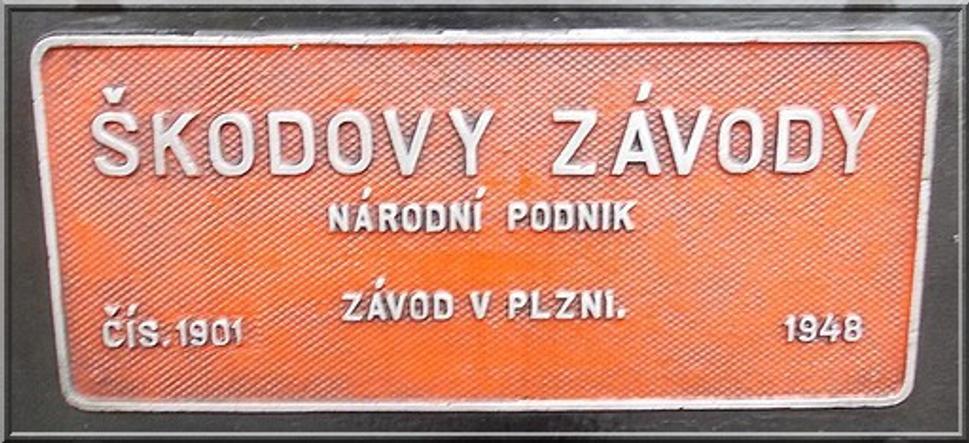 ŠKODOVY ZÁVODY
NÁRODNÍ PODNIK
ZÁVOD V PLZNI.
ČÍS. 1901 1948